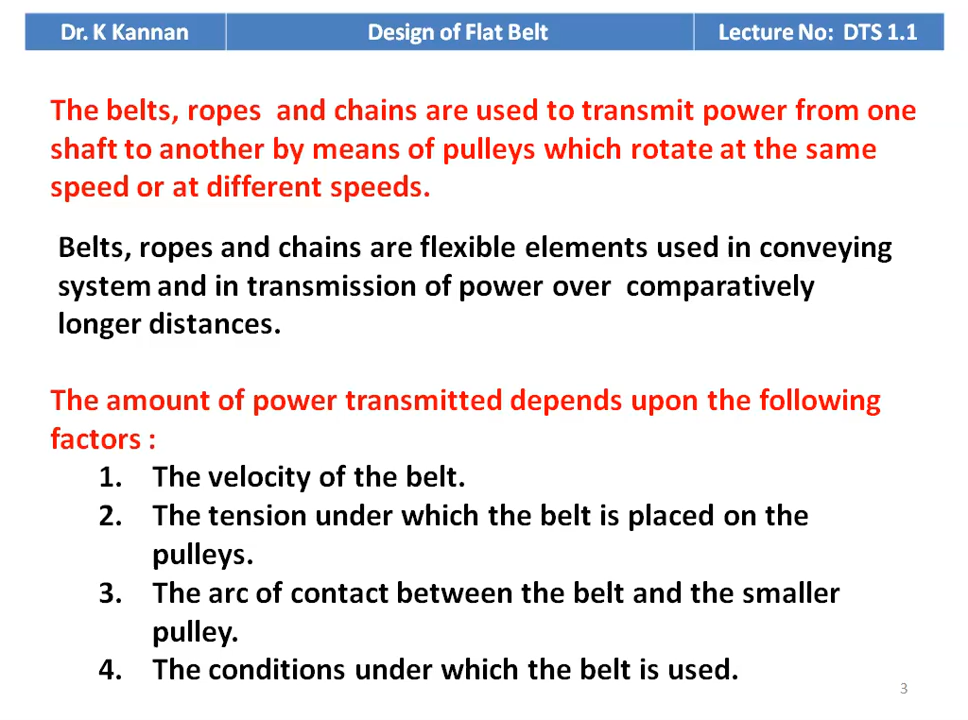 Dr. K Kannan
Design of Flat Belt
Lecture No: DTS 1.1
The belts, ropes and chains are used to transmit power from one
shaft to another by means of pulleys which rotate at the same
speed or at different speeds.
Belts, ropes and chains are flexible elements used in conveying
system and in transmission of power over comparatively
longer distances.
The amount of power transmitted depends upon the following
factors :
1. The velocity of the belt.
2. The tension under which the belt is placed on the
pulleys.
3. The arc of contact between the belt and the smaller
pulley.
4. The conditions under which the belt is used.
3